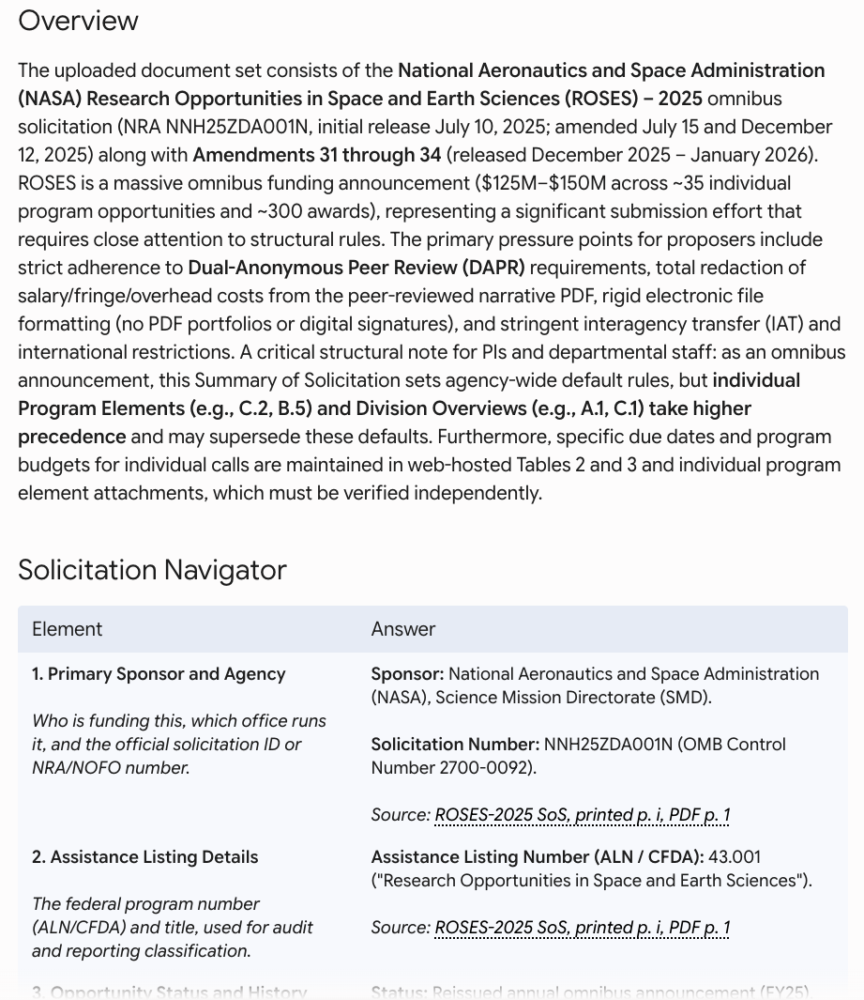 Overview
The uploaded document set consists of the National Aeronautics and Space Administration
(NASA) Research Opportunities in Space and Earth Sciences (ROSES) – 2025 omnibus
solicitation (NRA NNH25ZDA001N, initial release July 10, 2025; amended July 15 and December
12, 2025) along with Amendments 31 through 34 (released December 2025 – January 2026).
ROSES is a massive omnibus funding announcement ($125M–$150M across ~35 individual
program opportunities and ~300 awards), representing a significant submission effort that
requires close attention to structural rules. The primary pressure points for proposers include
strict adherence to Dual-Anonymous Peer Review (DAPR) requirements, total redaction of
salary/fringe/overhead costs from the peer-reviewed narrative PDF, rigid electronic file
formatting (no PDF portfolios or digital signatures), and stringent interagency transfer (IAT) and
international restrictions. A critical structural note for PIs and departmental staff: as an omnibus
announcement, this Summary of Solicitation sets agency-wide default rules, but individual
Program Elements (e.g., C.2, B.5) and Division Overviews (e.g., A.1, C.1) take higher
precedence and may supersede these defaults. Furthermore, specific due dates and program
budgets for individual calls are maintained in web-hosted Tables 2 and 3 and individual program
element attachments, which must be verified independently.
Solicitation Navigator
Element
Answer
1. Primary Sponsor and Agency
Who is funding this, which office runs
it, and the official solicitation ID or
NRA/NOFO number.
Sponsor: National Aeronautics and Space Administration
(NASA), Science Mission Directorate (SMD).
Solicitation Number: NNH25ZDA001N (OMB Control
Number 2700-0092).
Source: ROSES-2025 SoS, printed p. i, PDF p. 1
2. Assistance Listing Details
The federal program number
(ALN/CFDA) and title, used for audit
and reporting classification.
Assistance Listing Number (ALN / CFDA): 43.001
("Research Opportunities in Space and Earth Sciences").
Source: ROSES-2025 SoS, printed p. i, PDF p. 1
3. Opportunity Status and History
Status: Reissued annual omnibus announcement (FY25).